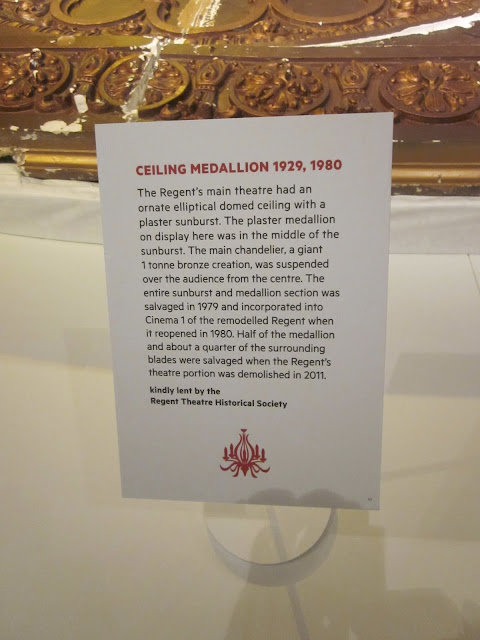 CEILING MEDALLION 1929, 1980
The Regent's main theatre had an
ornate elliptical domed ceiling with a
plaster sunburst. The plaster medallion
on display here was in the middle of the
sunburst. The main chandelier, a giant
1 tonne bronze creation, was suspended
over the audience from the centre. The
entire sunburst and medallion section was
salvaged in 1979 and incorporated into
Cinema 1 of the remodelled Regent when
it reopened in 1980. Half of the medallion
and about a quarter of the surrounding
blades were salvaged when the Regent's
theatre portion was demolished in 2011.
kindly lent by the
Regent Theatre Historical Society